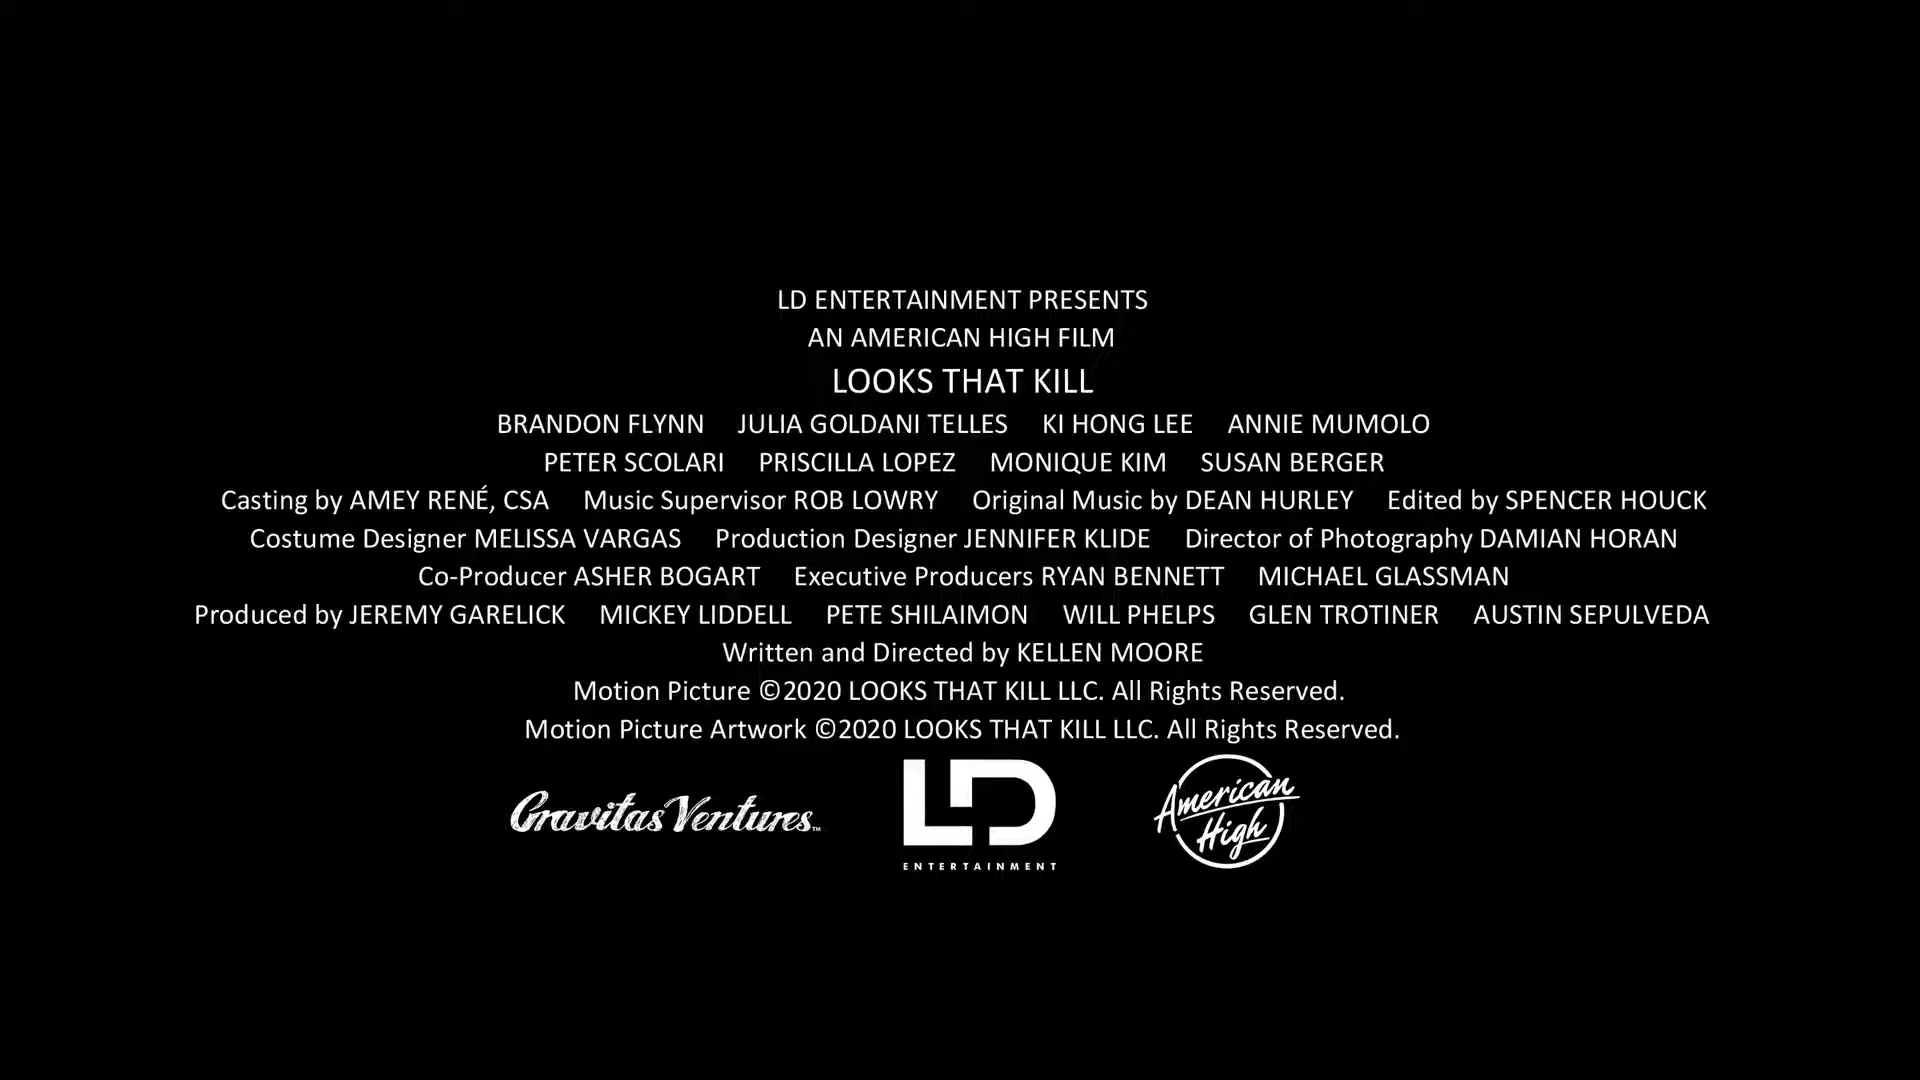 LD ENTERTAINMENT PRESENTS
AN AMERICAN HIGH FILM
LOOKS THAT KILL
BRANDON FLYNN JULIA GOLDANI TELLES KI HONG LEE ANNIE MUMOLO
PETER SCOLARI PRISCILLA LOPEZ MONIQUE KIM SUSAN BERGER
Casting by AMEY RENÉ, CSA Music Supervisor ROB LOWRY Original Music by DEAN HURLEY Edited by SPENCER HOUCK
Costume Designer MELISSA VARGAS Production Designer JENNIFER KLIDE Director of Photography DAMIAN HORAN
Co-Producer ASHER BOGART Executive Producers RYAN BENNETT MICHAEL GLASSMAN
Produced by JEREMY GARELICK MICKEY LIDDELL PETE SHILAIMON WILL PHELPS GLEN TROTINER AUSTIN SEPULVEDA
Written and Directed by KELLEN MOORE
Motion Picture ©2020 LOOKS THAT KILL LLC. All Rights Reserved.
Motion Picture Artwork ©2020 LOOKS THAT KILL LLC. All Rights Reserved.
Gravitas Ventures™
LD
ENTERTAINMENT
American
High